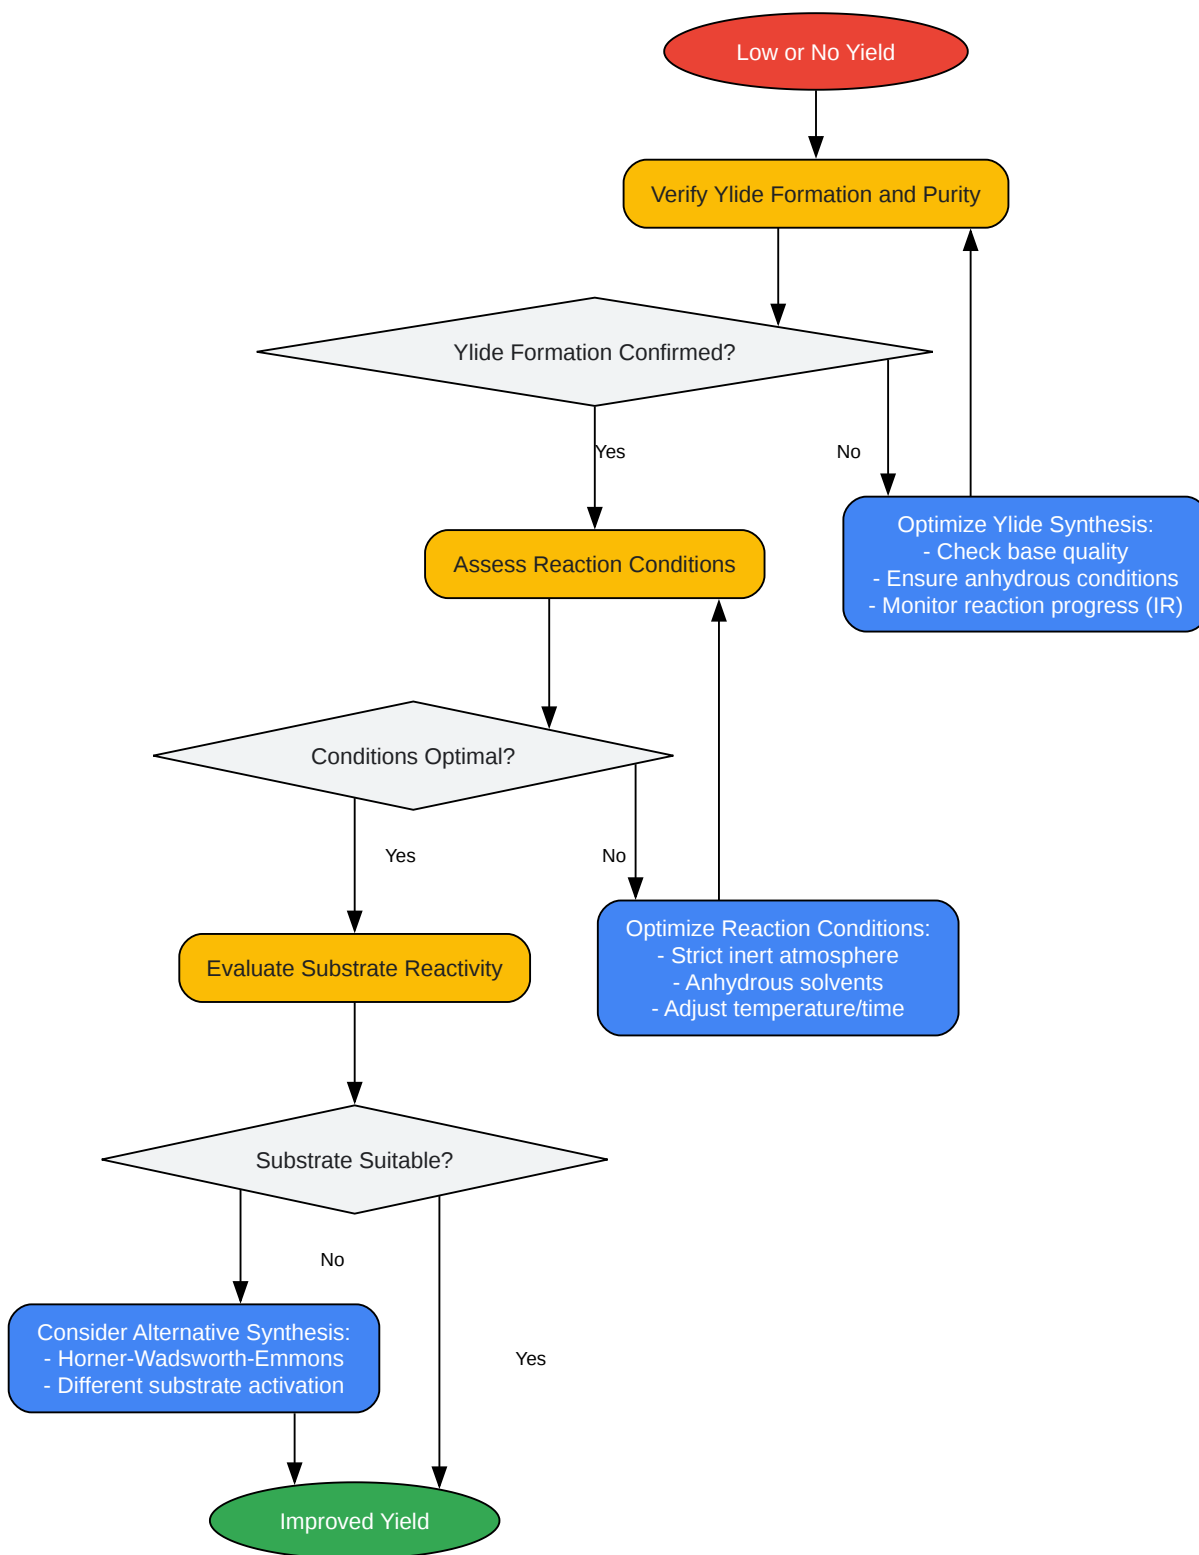 Low or No Yield
Verify Ylide Formation and Purity
Ylide Formation Confirmed?
Yes
No
Optimize Ylide Synthesis:
- Check base quality
- Ensure anhydrous conditions
- Monitor reaction progress (IR)
Assess Reaction Conditions
Conditions Optimal?
Yes
No
Optimize Reaction Conditions:
- Strict inert atmosphere
- Anhydrous solvents
- Adjust temperature/time
Evaluate Substrate Reactivity
Substrate Suitable?
No
Yes
Consider Alternative Synthesis:
- Horner-Wadsworth-Emmons
- Different substrate activation
Improved Yield